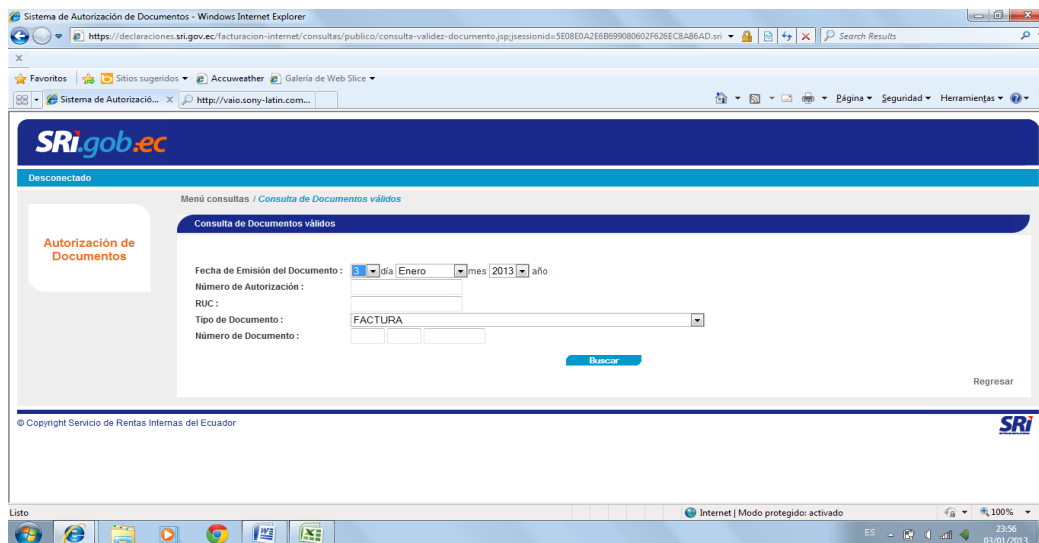 Sistema de Autorización de Documentos - Windows Internet Explorer
https://declaraciones.sri.gov.ec/facturacion-internet/consultas/publico/consulta-validez-documento.jsp;jsessionid=5E08E0A2E6B699080602F626EC8A86AD.sri Search Results
x
Favoritos Sitios sugeridos Accuweather Galería de Web Slice
Sistema de Autorizació... x http://vaio.sony-latin.com... Página Seguridad Herramientas
SRi.gob.ec
Desconectado
Menú consultas / Consulta de Documentos válidos
Consulta de Documentos válidos
Autorización de
Documentos
Fecha de Emisión del Documento : 3 día Enero mes 2013 año
Número de Autorización :
RUC :
Tipo de Documento : FACTURA
Número de Documento :
Buscar
Regresar
© Copyright Servicio de Rentas Internas del Ecuador
SRi
Listo Internet | Modo protegido: activado 100%
ES 23:56
03/01/2013